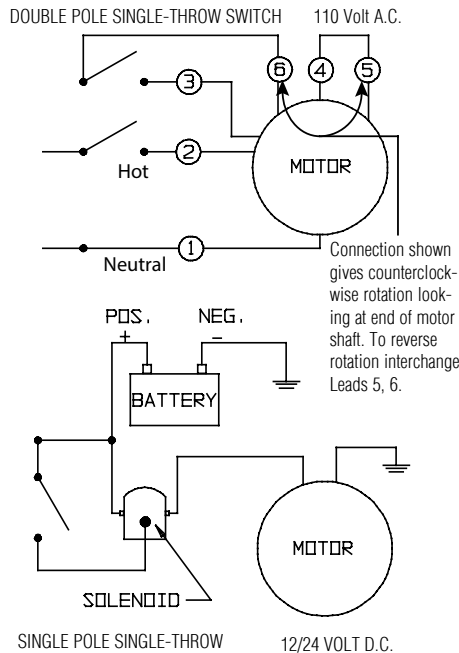 DOUBLE POLE SINGLE-THROW SWITCH
110 Volt A.C.
6
4
5
3
2
Hot
MOTOR
1
Neutral
Connection shown
gives counterclock-
wise rotation look-
ing at end of motor
shaft. To reverse
rotation interchange
Leads 5, 6.
POS.
NEG.
+
-
BATTERY
MOTOR
SOLENOID
SINGLE POLE SINGLE-THROW
12/24 VOLT D.C.